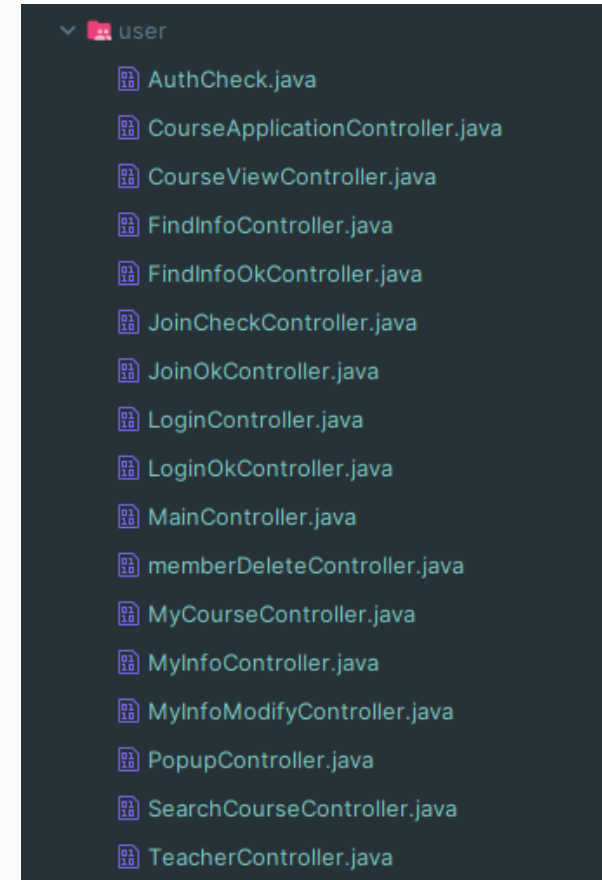 user
AuthCheck.java
CourseApplicationController.java
CourseViewController.java
FindInfoController.java
FindInfoOkController.java
JoinCheckController.java
JoinOkController.java
LoginController.java
LoginOkController.java
MainController.java
memberDeleteController.java
MyCourseController.java
MyInfoController.java
MyInfoModifyController.java
PopupController.java
SearchCourseController.java
TeacherController.java